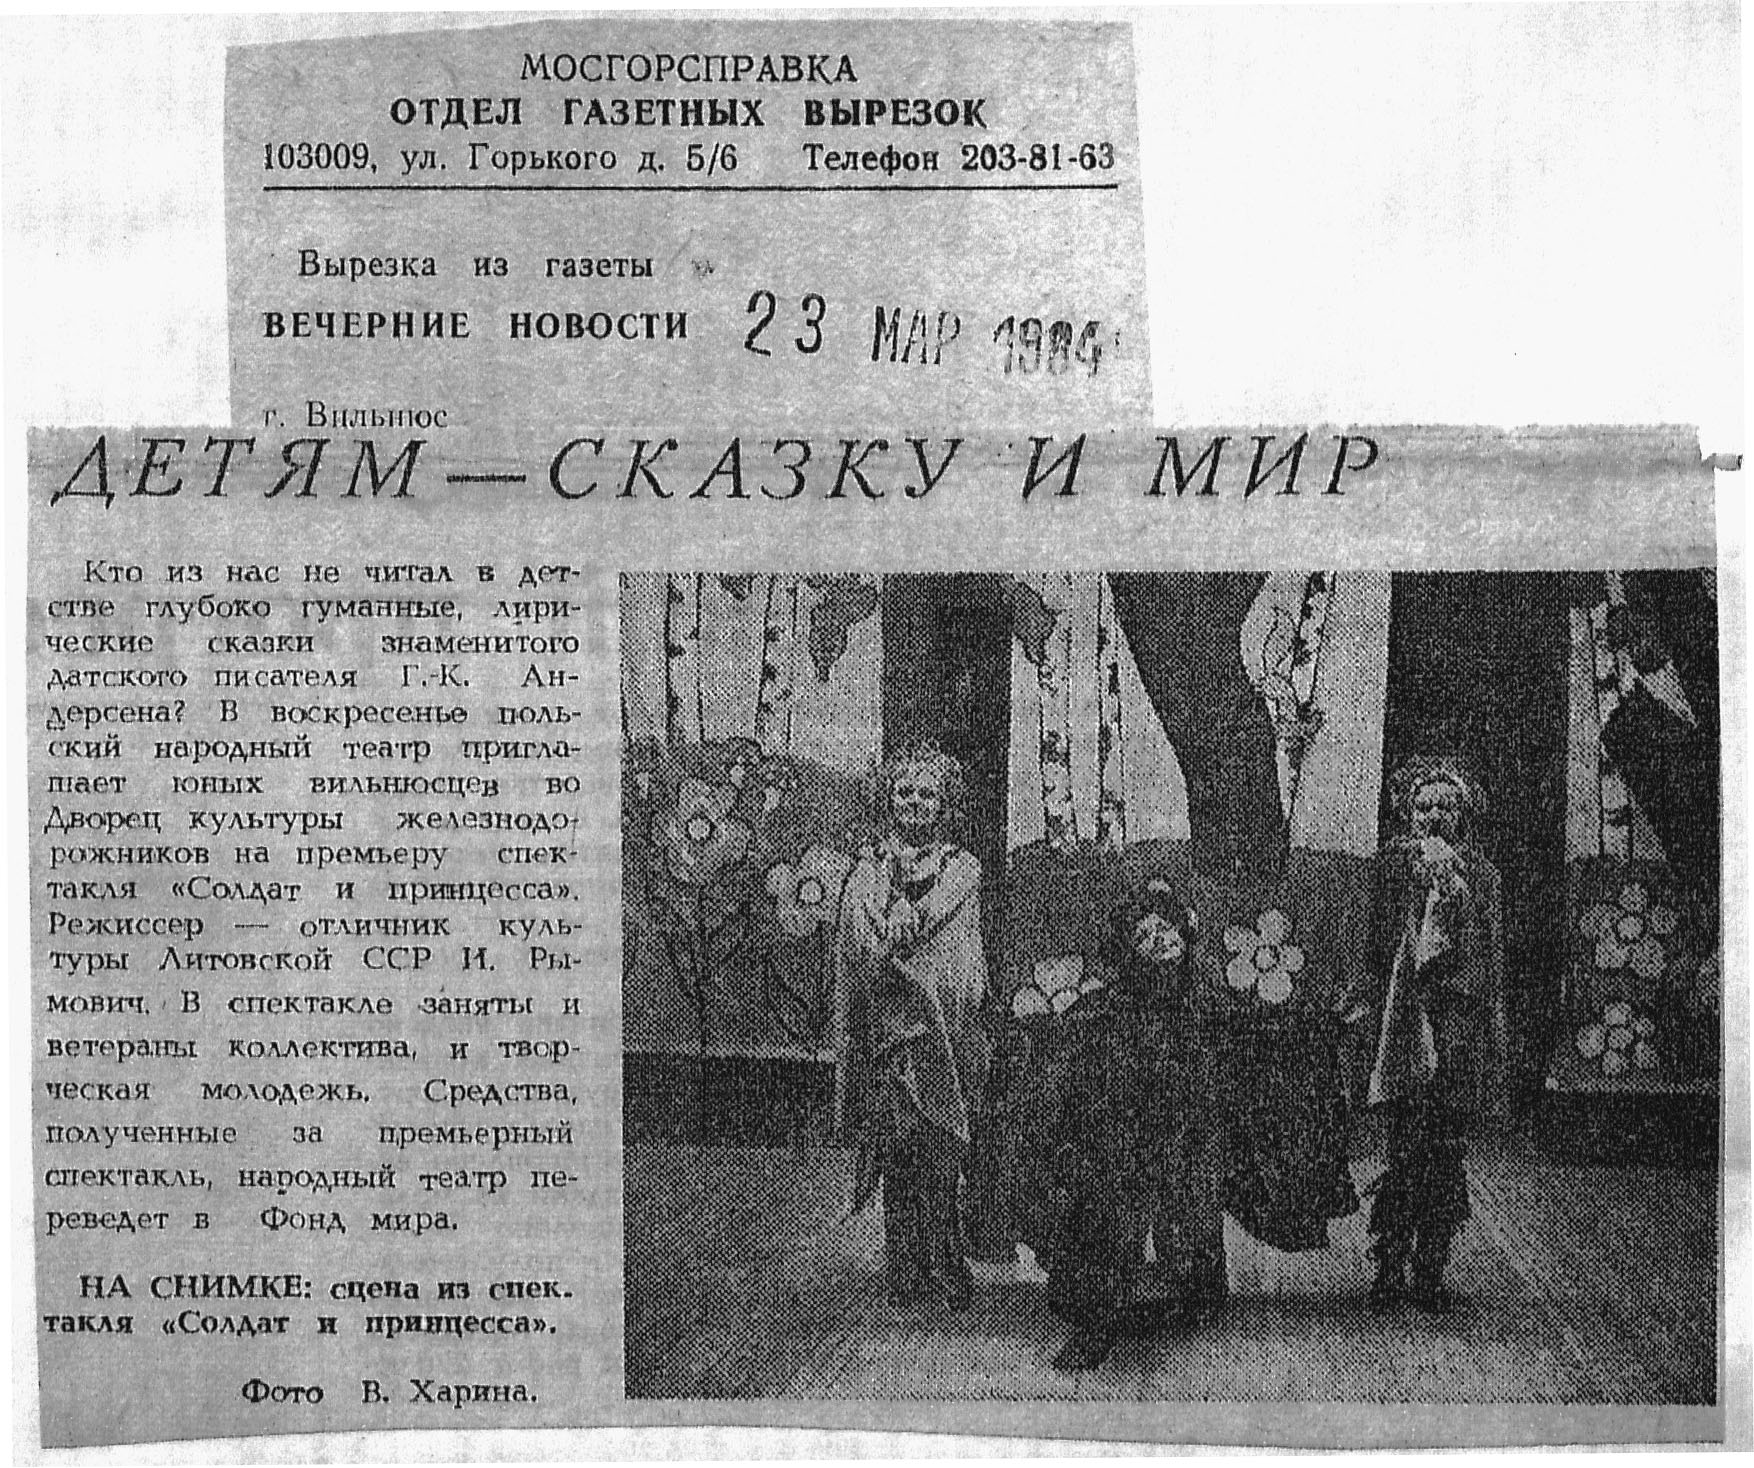 МОСГОРСПРАВКА
ОТДЕЛ ГАЗЕТНЫХ ВЫРЕЗОК
103009, ул. Горького д. 5/6 Телефон 203-81-63
Вырезка из газеты
ВЕЧЕРНИЕ НОВОСТИ 23 МАР 1984
г. Вильнюс
ДЕТЯМ — СКАЗКУ И МИР
Кто из нас не читал в дет-
стве глубоко гуманные, лири-
ческие сказки знаменитого
датского писателя Г.-К. Ан-
дерсена? В воскресенье поль-
ский народный театр пригла-
шает юных вильнюсцев во
Дворец культуры железнодо-
рожников на премьеру спек-
такля «Солдат и принцесса».
Режиссер — отличник куль-
туры Литовской ССР И. Ры-
мович. В спектакле заняты и
ветераны коллектива, и твор-
ческая молодежь. Средства,
полученные за премьерный
спектакль, народный театр пе-
реведет в Фонд мира.
НА СНИМКЕ: сцена из спек-
такля «Солдат и принцесса».
Фото В. Харина.